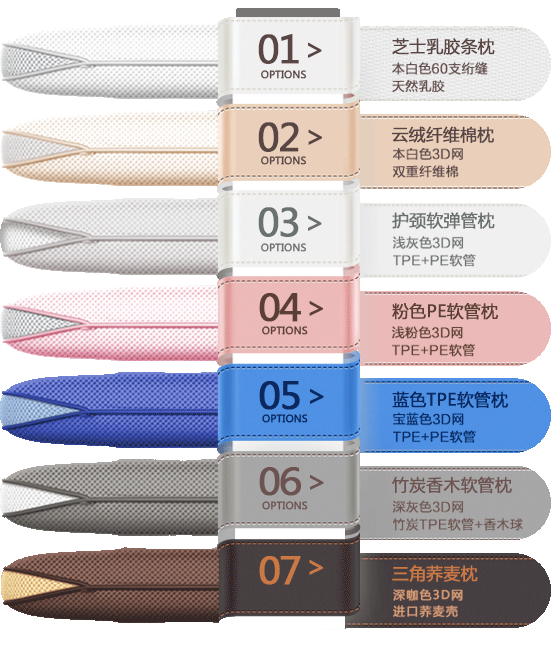 01 >
OPTIONS
芝士乳胶条枕
本白色60支绗缝
天然乳胶
02 >
OPTIONS
云绒纤维棉枕
本白色3D网
双重纤维棉
03 >
OPTIONS
护颈软弹管枕
浅灰色3D网
TPE+PE软管
04 >
OPTIONS
粉色PE软管枕
浅粉色3D网
TPE+PE软管
05 >
OPTIONS
蓝色TPE软管枕
宝蓝色3D网
TPE+PE软管
06 >
OPTIONS
竹炭香木软管枕
深灰色3D网
竹炭TPE软管+香木球
07 >
三角荞麦枕
深咖色3D网
进口荞麦壳